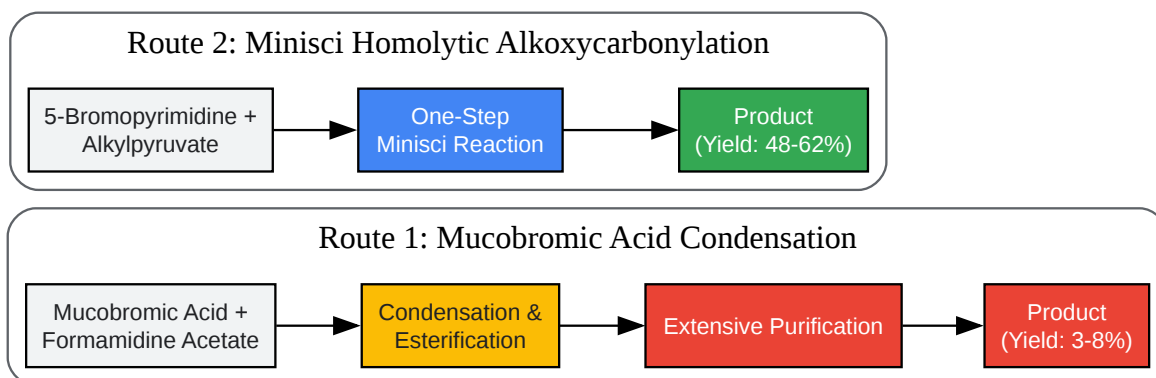 Route 2: Minisci Homolytic Alkoxycarbonylation
5-Bromopyrimidine +
Alkylpyruvate
One-Step
Minisci Reaction
Product
(Yield: 48-62%)
Route 1: Mucobromic Acid Condensation
Mucobromic Acid +
Formamidine Acetate
Condensation &
Esterification
Extensive Purification
Product
(Yield: 3-8%)